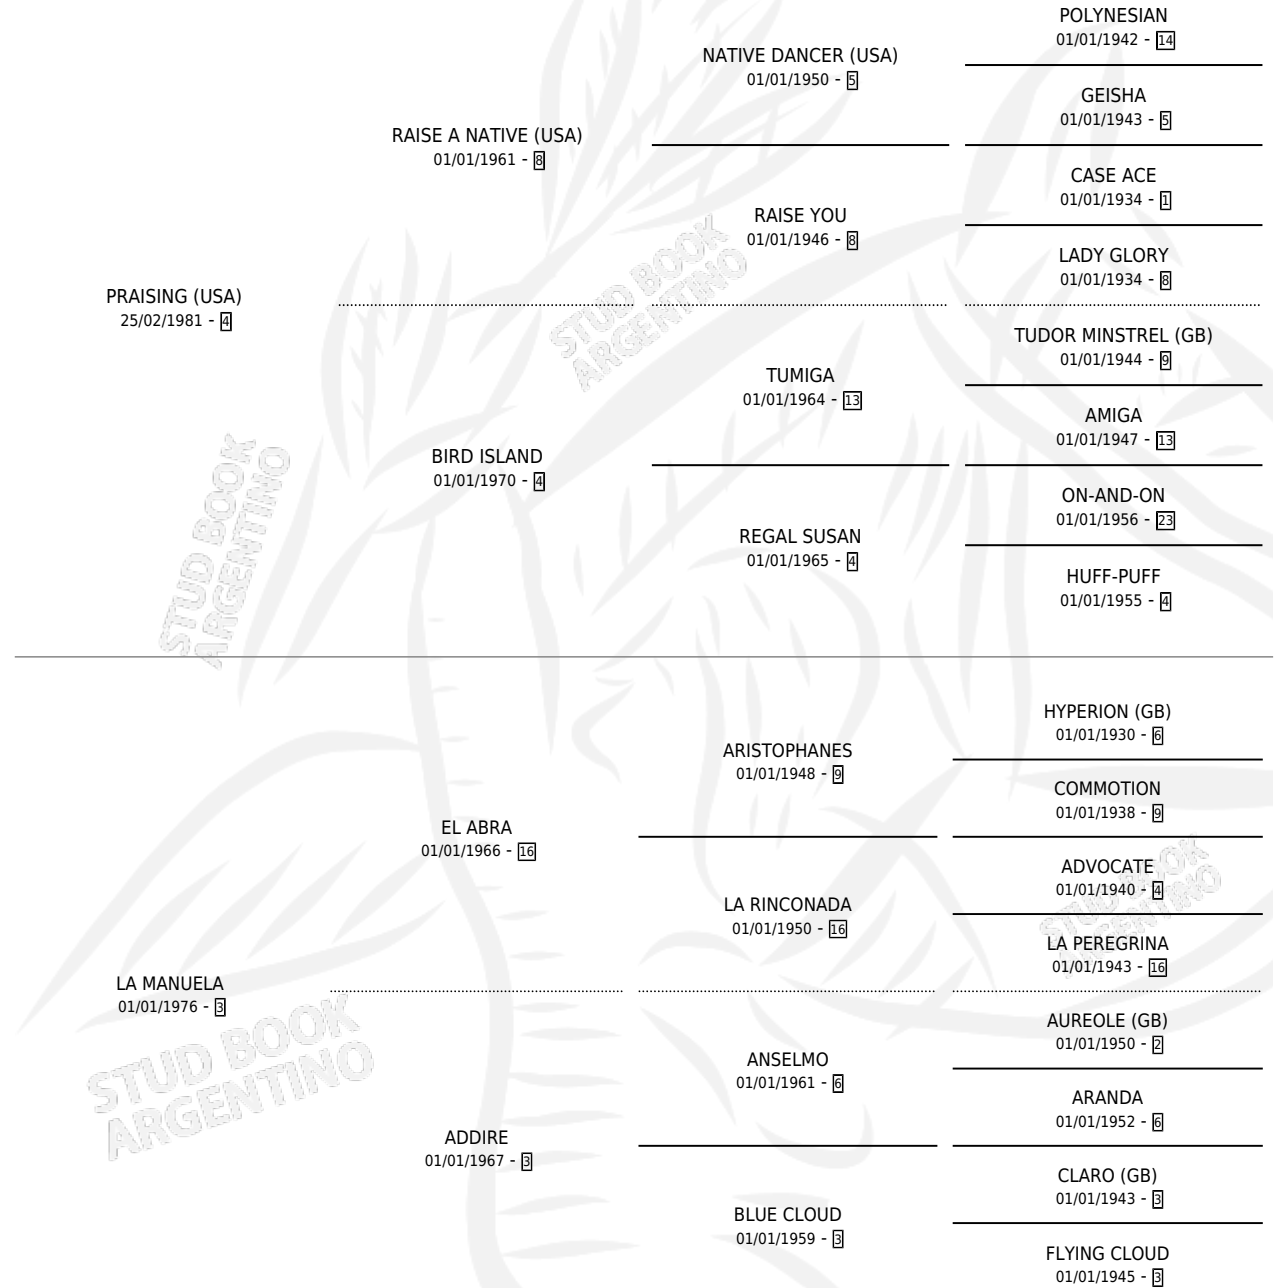 POLYNESIAN
01/01/1942 - 14
NATIVE DANCER (USA)
01/01/1950 - 5
GEISHA
01/01/1943 - 5
RAISE A NATIVE (USA)
01/01/1961 - 8
CASE ACE
01/01/1934 - 1
RAISE YOU
01/01/1946 - 8
LADY GLORY
01/01/1934 - 8
PRAISING (USA)
25/02/1981 - 4
STUD BOOK
ARGENTINO
TUDOR MINSTREL (GB)
01/01/1944 - 9
TUMIGA
01/01/1964 - 13
AMIGA
01/01/1947 - 13
BIRD ISLAND
01/01/1970 - 4
ON-AND-ON
01/01/1956 - 23
REGAL SUSAN
01/01/1965 - 4
HUFF-PUFF
01/01/1955 - 4
STUD BOOK
ARGENTINO
HYPERION (GB)
01/01/1930 - 6
ARISTOPHANES
01/01/1948 - 9
COMMOTION
01/01/1938 - 9
EL ABRA
01/01/1966 - 16
ADVOCATE
01/01/1940 - 4
LA RINCONADA
01/01/1950 - 16
LA PEREGRINA
01/01/1943 - 16
STUD BOOK
ARGENTINO
LA MANUELA
01/01/1976 - 3
AUREOLE (GB)
01/01/1950 - 2
ANSELMO
01/01/1961 - 6
ARANDA
01/01/1952 - 6
STUD BOOK
ARGENTINO
ADDIRE
01/01/1967 - 3
CLARO (GB)
01/01/1943 - 3
BLUE CLOUD
01/01/1959 - 3
FLYING CLOUD
01/01/1945 - 3